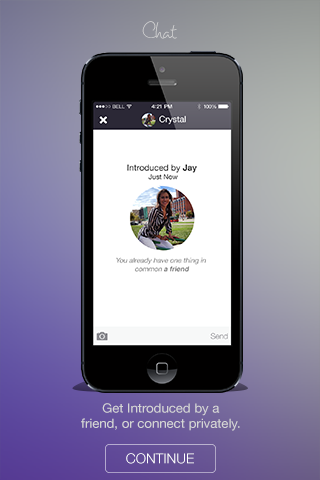 Chat
BELL 4:21 PM 100%
Crystal
Introduced by Jay
Just Now
You already have one thing in
common a friend
Send
Get Introduced by a
friend, or connect privately.
CONTINUE